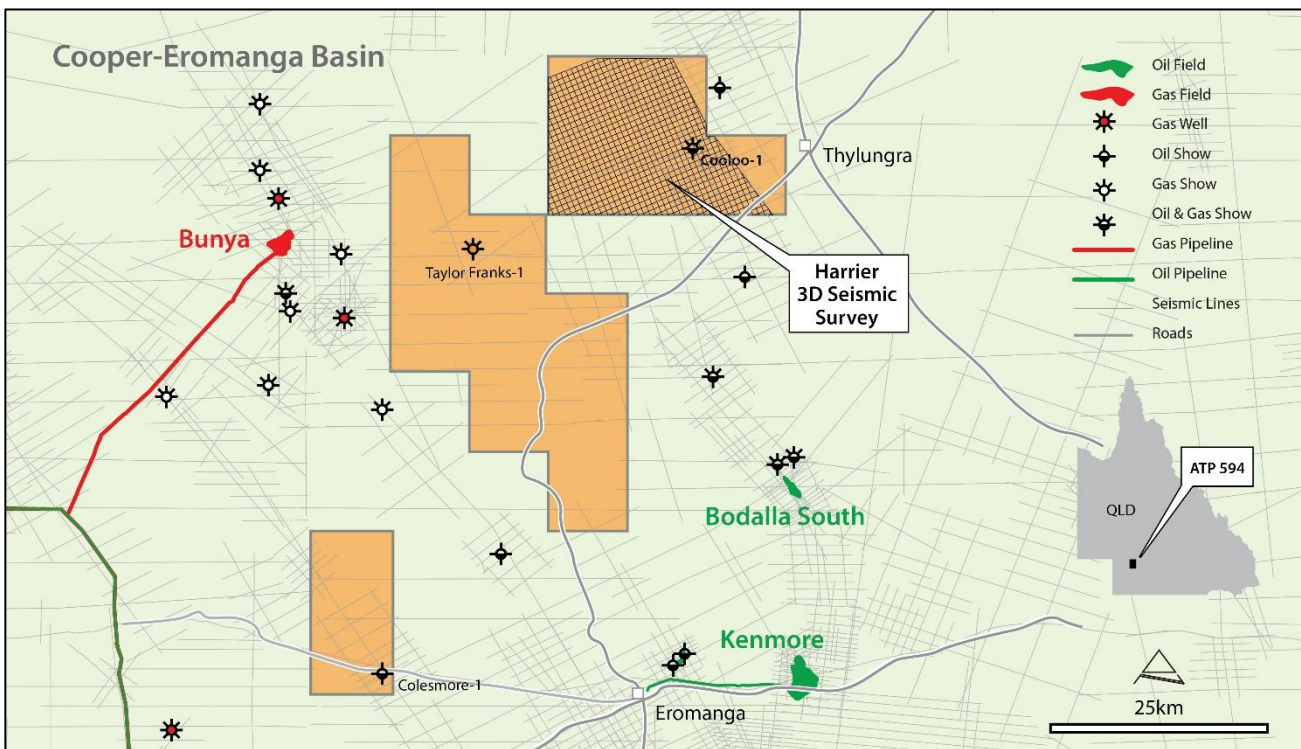 Cooper-Eromanga Basin
Oil Field
Gas Field
Gas Well
Oil Show
Gas Show
Oil & Gas Show
Gas Pipeline
Oil Pipeline
Seismic Lines
Roads
Cooloo-1
Thylungra
Bunya
Taylor Franks-1
Harrier
3D Seismic
Survey
Bodalla South
ATP 594
QLD
Kenmore
Colesmore-1
Eromanga
25km